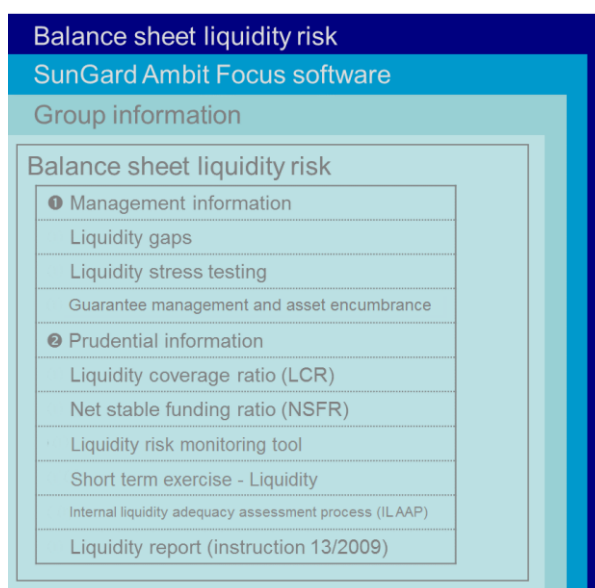 Balance sheet liquidity risk
SunGard Ambit Focus software
Group information
Balance sheet liquidity risk
❶ Management information
Liquidity gaps
Liquidity stress testing
Guarantee management and asset encumbrance
❷ Prudential information
Liquidity coverage ratio (LCR)
Net stable funding ratio (NSFR)
Liquidity risk monitoring tool
Short term exercise - Liquidity
Internal liquidity adequacy assessment process (ILAAP)
Liquidity report (instruction 13/2009)